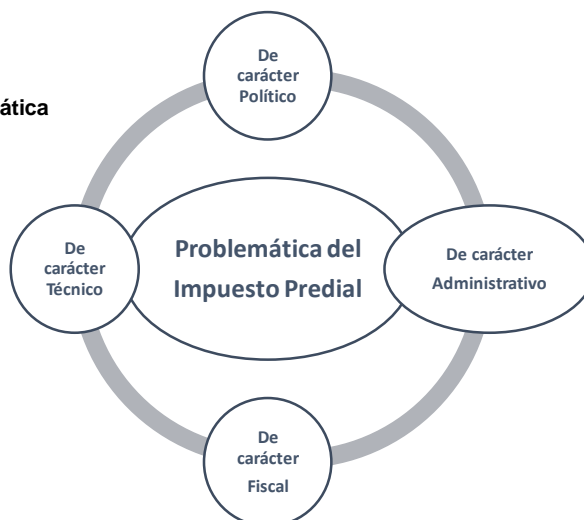 De
carácter
Político
ática
De
carácter
Técnico
Problemática del
Impuesto Predial
De carácter
Administrativo
De
carácter
Fiscal